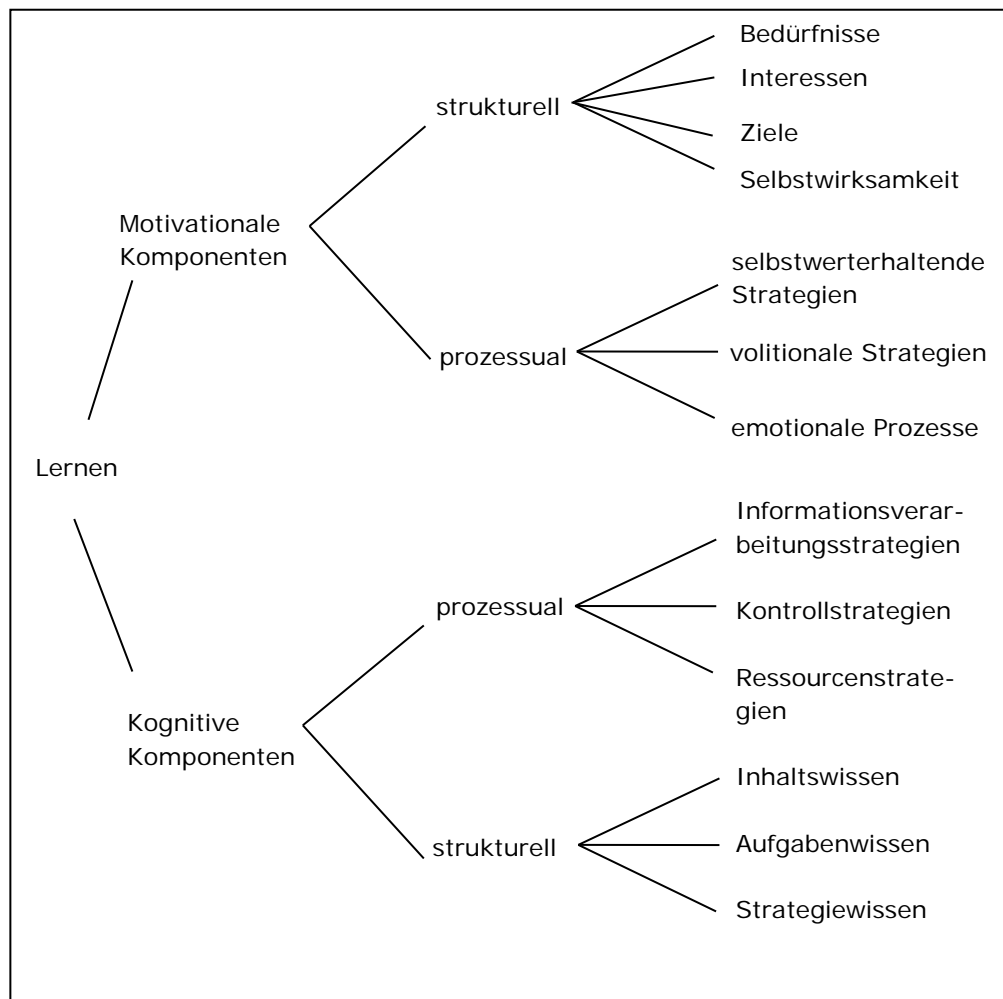 Bedürfnisse
Interessen
strukturell
Ziele
Selbstwirksamkeit
Motivationale
Komponenten
selbstwerterhaltende
Strategien
prozessual
volitionale Strategien
emotionale Prozesse
Lernen
Informationsverar-
beitungsstrategien
prozessual
Kontrollstrategien
Ressourcenstrate-
gien
Kognitive
Komponenten
Inhaltswissen
strukturell
Aufgabenwissen
Strategiewissen